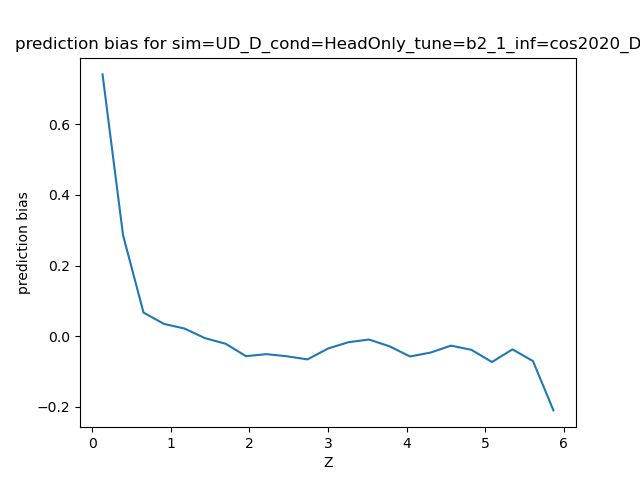 prediction bias for sim=UD_D_cond=HeadOnly_tune=b2_1_inf=cos2020_D
0.6
0.4
0.2
0.0
−0.2
prediction bias
0 1 2 3 4 5 6
Z